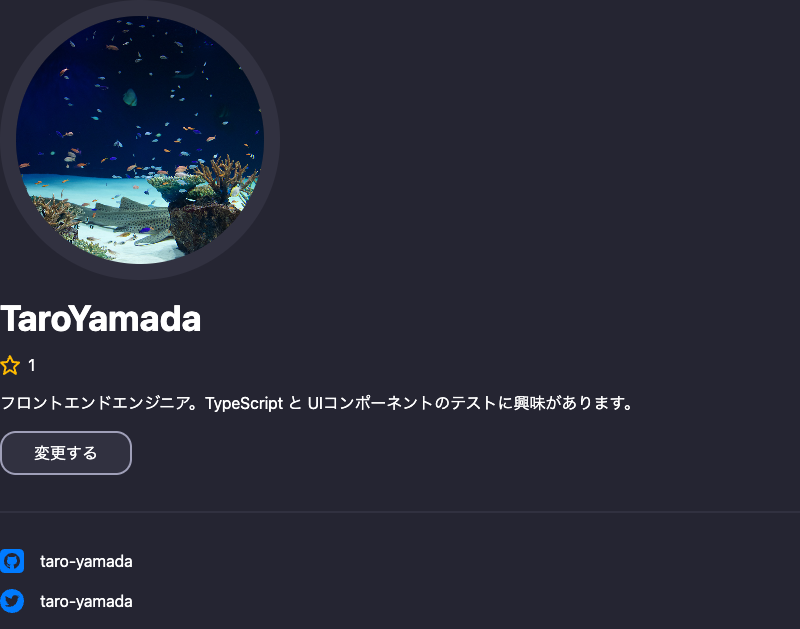 TaroYamada
1
フロントエンドエンジニア。TypeScript と UIコンポーネントのテストに興味があります。
変更する
taro-yamada
taro-yamada